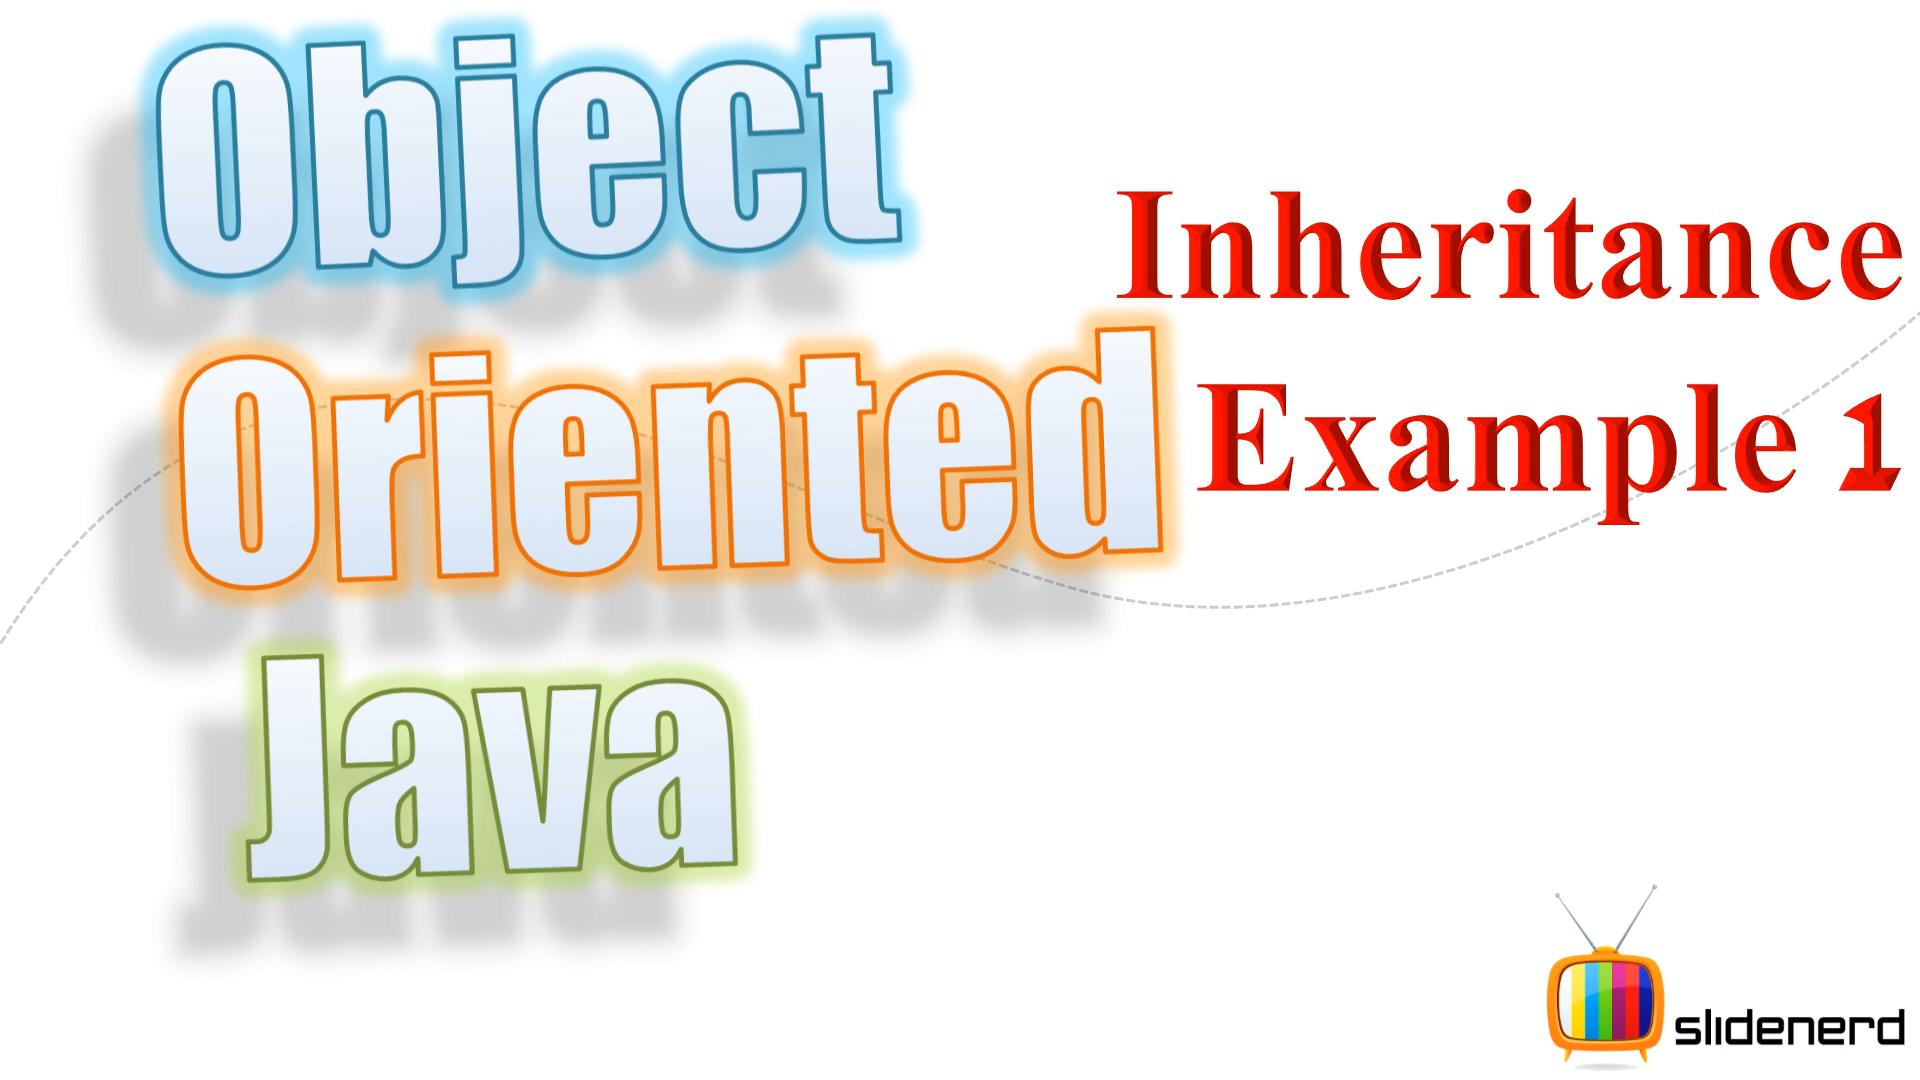 Object
Oriented
Java
Inheritance
Example 1
slidenerd